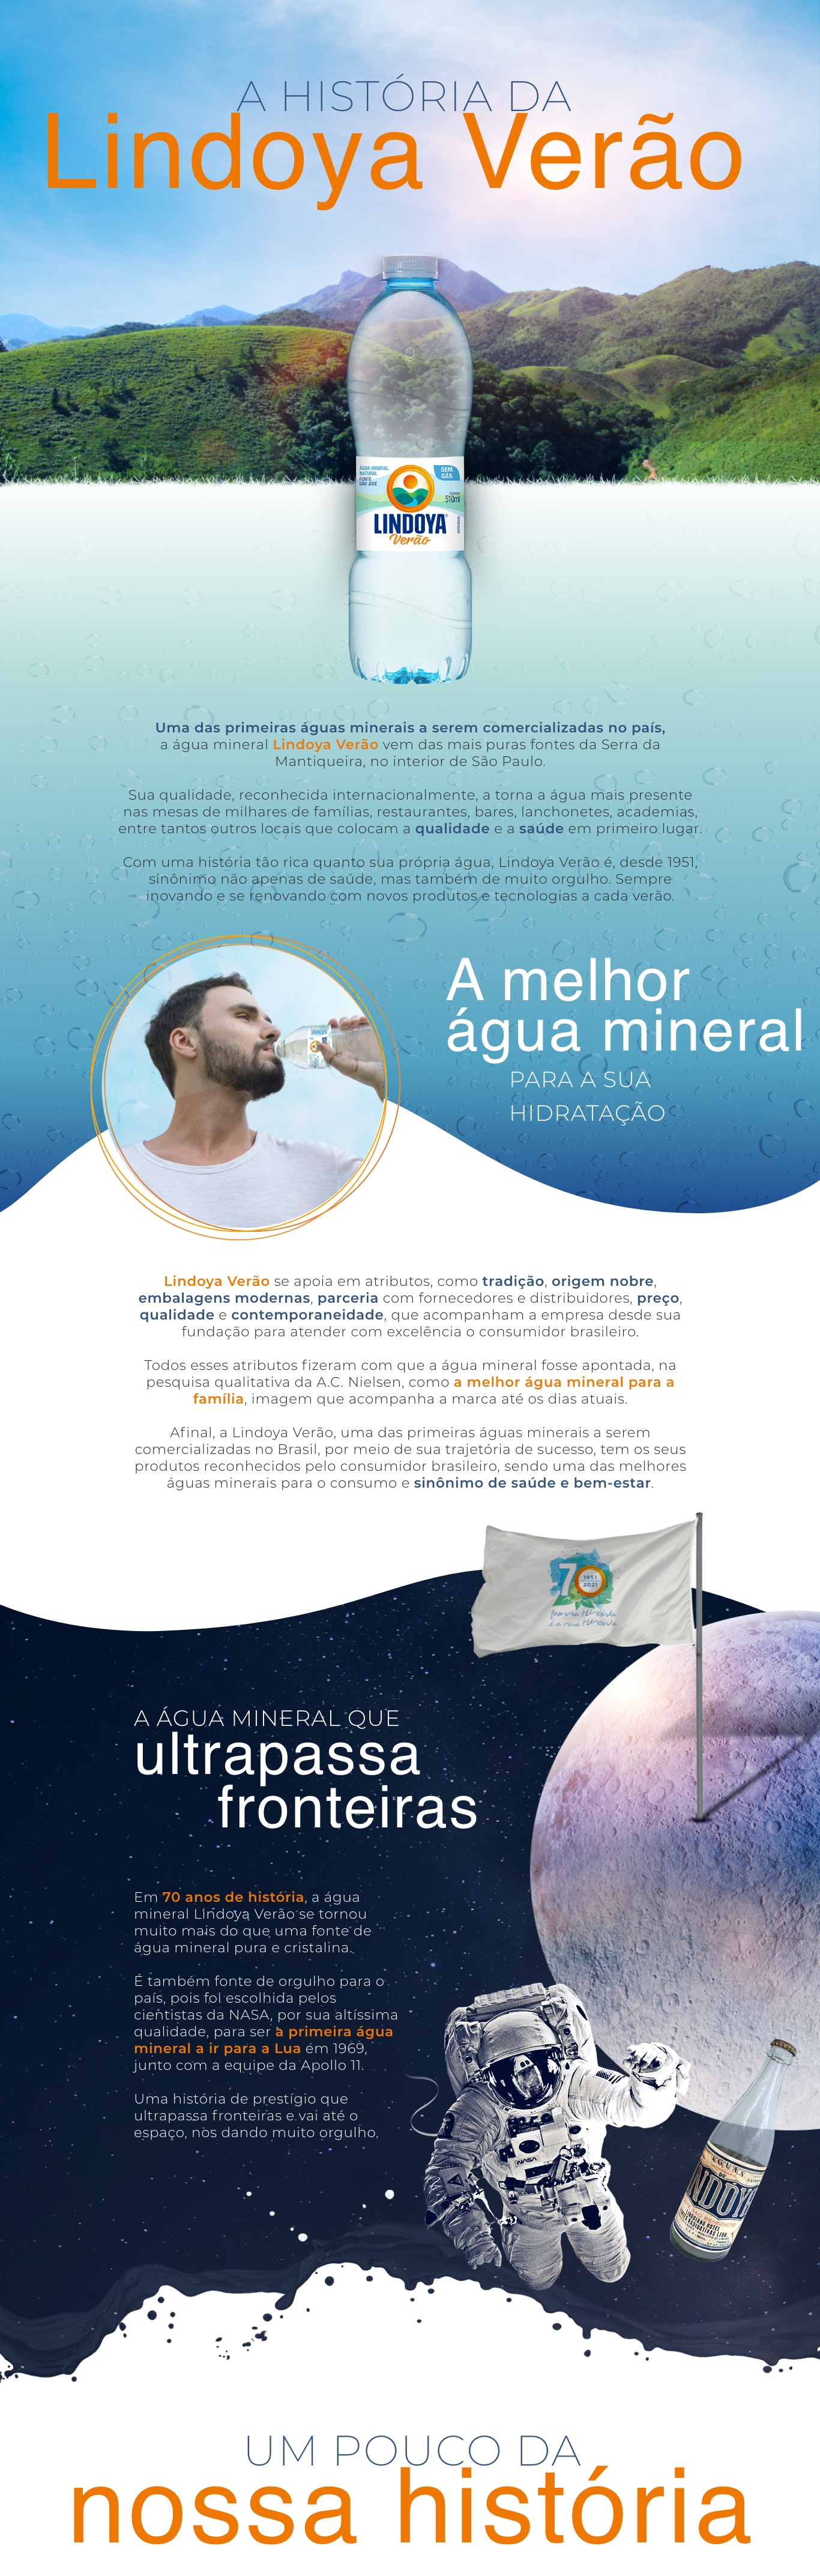 A HISTÓRIA DA
Lindoya Verão
ÁGUA MINERAL
NATURAL
FONTE
SÃO JOSÉ
SEM
GÁS
510ml
LINDOYA
Verão
Uma das primeiras águas minerais a serem comercializadas no país,
a água mineral Lindoya Verão vem das mais puras fontes da Serra da
Mantiqueira, no interior de São Paulo.
Sua qualidade, reconhecida internacionalmente, a torna a água mais presente
nas mesas de milhares de famílias, restaurantes, bares, lanchonetes, academias,
entre tantos outros locais que colocam a qualidade e a saúde em primeiro lugar.
Com uma história tão rica quanto sua própria água, Lindoya Verão é, desde 1951,
sinônimo não apenas de saúde, mas também de muito orgulho. Sempre
inovando e se renovando com novos produtos e tecnologias a cada verão.
A melhor
água mineral
PARA A SUA
HIDRATAÇÃO
Lindoya Verão se apoia em atributos, como tradição, origem nobre,
embalagens modernas, parceria com fornecedores e distribuidores, preço,
qualidade e contemporaneidade, que acompanham a empresa desde sua
fundação para atender com excelência o consumidor brasileiro.
Todos esses atributos fizeram com que a água mineral fosse apontada, na
pesquisa qualitativa da A.C. Nielsen, como a melhor água mineral para a
família, imagem que acompanha a marca até os dias atuais.
Afinal, a Lindoya Verão, uma das primeiras águas minerais a serem
comercializadas no Brasil, por meio de sua trajetória de sucesso, tem os seus
produtos reconhecidos pelo consumidor brasileiro, sendo uma das melhores
águas minerais para o consumo e sinônimo de saúde e bem-estar.
70
1951
2021
nossa História
é a sua História
A ÁGUA MINERAL QUE
ultrapassa
fronteiras
Em 70 anos de história, a água
mineral Lindoya Verão se tornou
muito mais do que uma fonte de
água mineral pura e cristalina.
É também fonte de orgulho para o
país, pois foi escolhida pelos
cientistas da NASA, por sua altíssima
qualidade, para ser a primeira água
mineral a ir para a Lua em 1969,
junto com a equipe da Apollo 11.
Uma história de prestígio que
ultrapassa fronteiras e vai até o
espaço, nos dando muito orgulho.
NASA
AGUAS
DE
NDOY
UM POUCO DA
nossa história